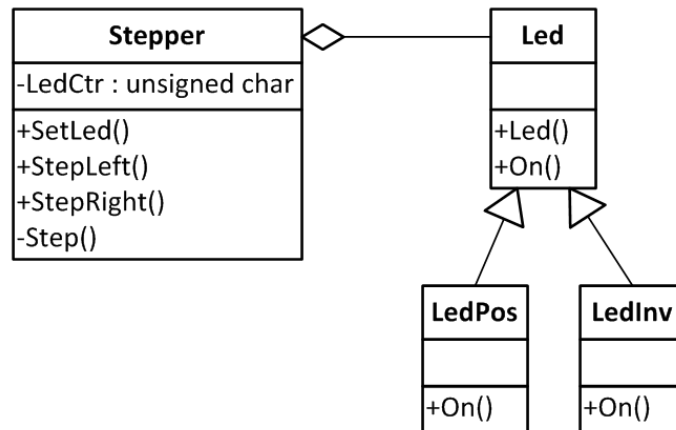 Stepper
-LedCtr : unsigned char
+SetLed()
+StepLeft()
+StepRight()
-Step()
Led
+Led()
+On()
LedPos
+On()
LedInv
+On()